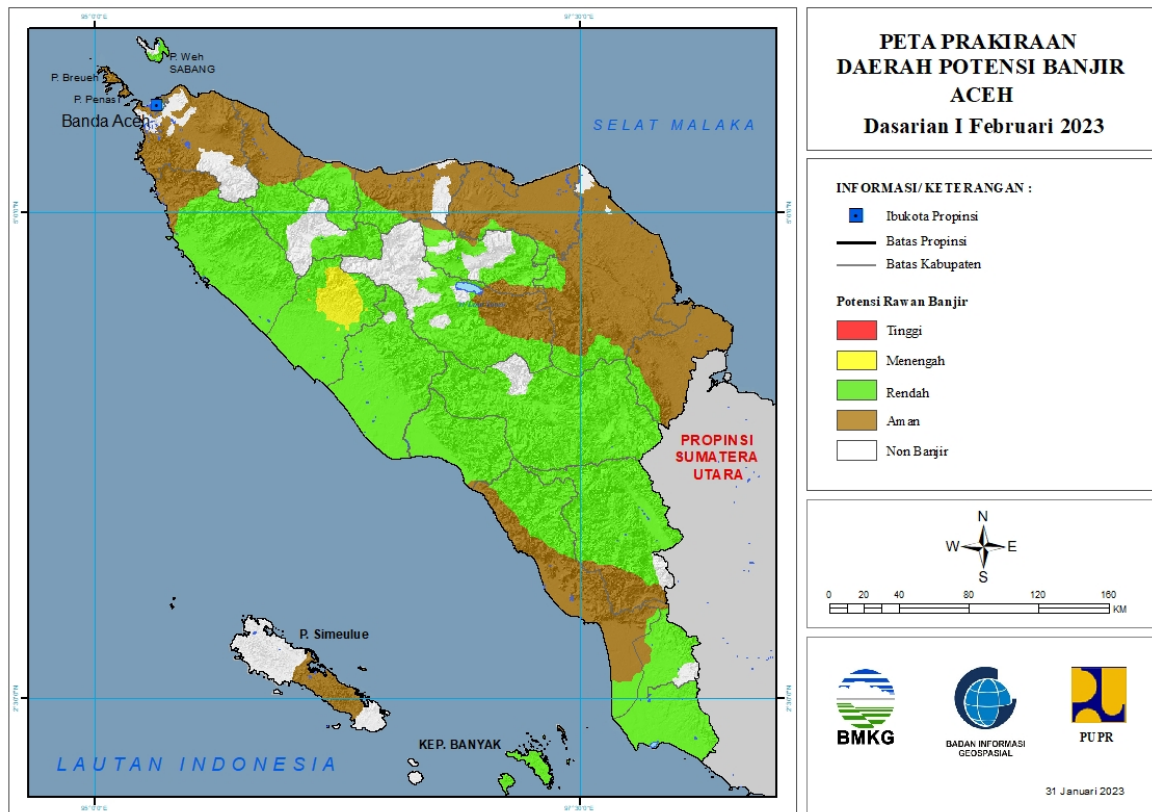 PETA PRAKIRAAN
DAERAH POTENSI BANJIR
ACEH
Dasarian I Februari 2023
INFORMASI/ KETERANGAN :
Ibukota Propinsi
Batas Propinsi
Batas Kabupaten
Potensi Rawan Banjir
Tinggi
Menengah
Rendah
Aman
Non Banjir
N
W E
S
0 20 40 80 120 160
KM
BMKG
BADAN INFORMASI
GEOSPASIAL
PUPR
31 Januari 2023
P. Weh
SABANG
P. Breueh
P. Penasi
Banda Aceh
SELAT MALAKA
PROPINSI
SUMATERA
UTARA
P. Simeulue
KEP. BANYAK
LAUTAN INDONESIA